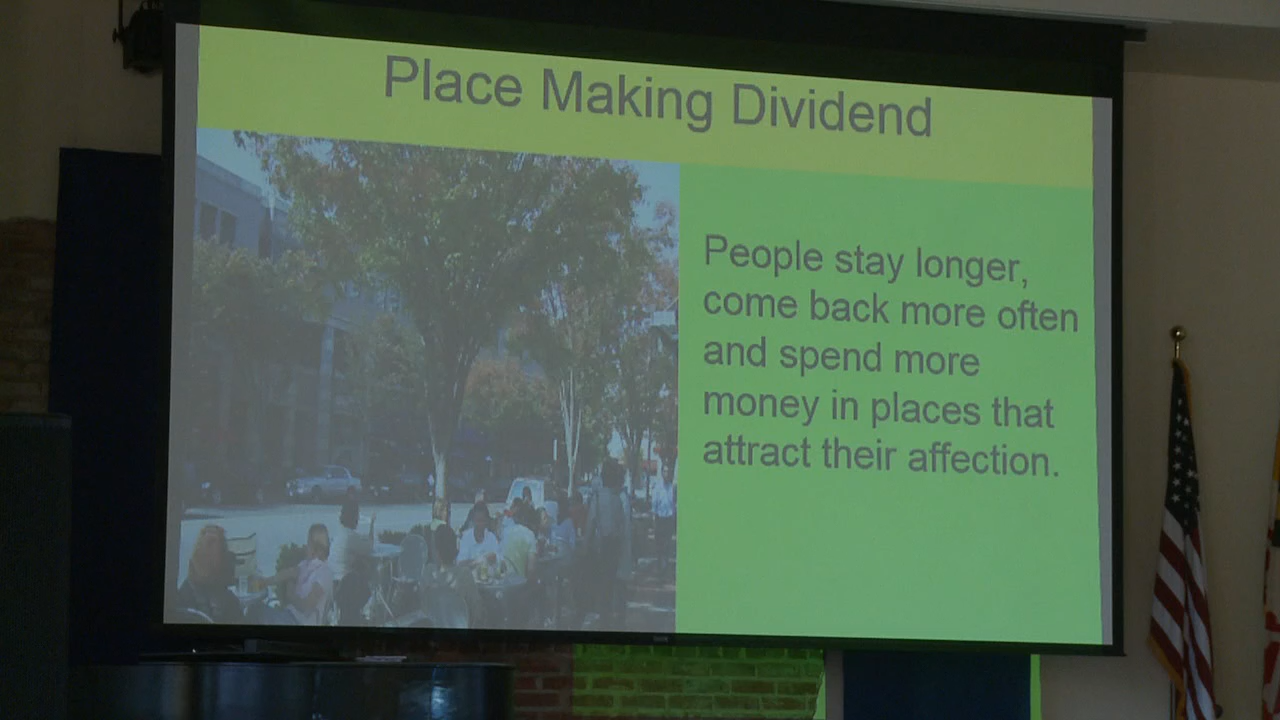 Place Making Dividend
People stay longer,
come back more often
and spend more
money in places that
attract their affection.